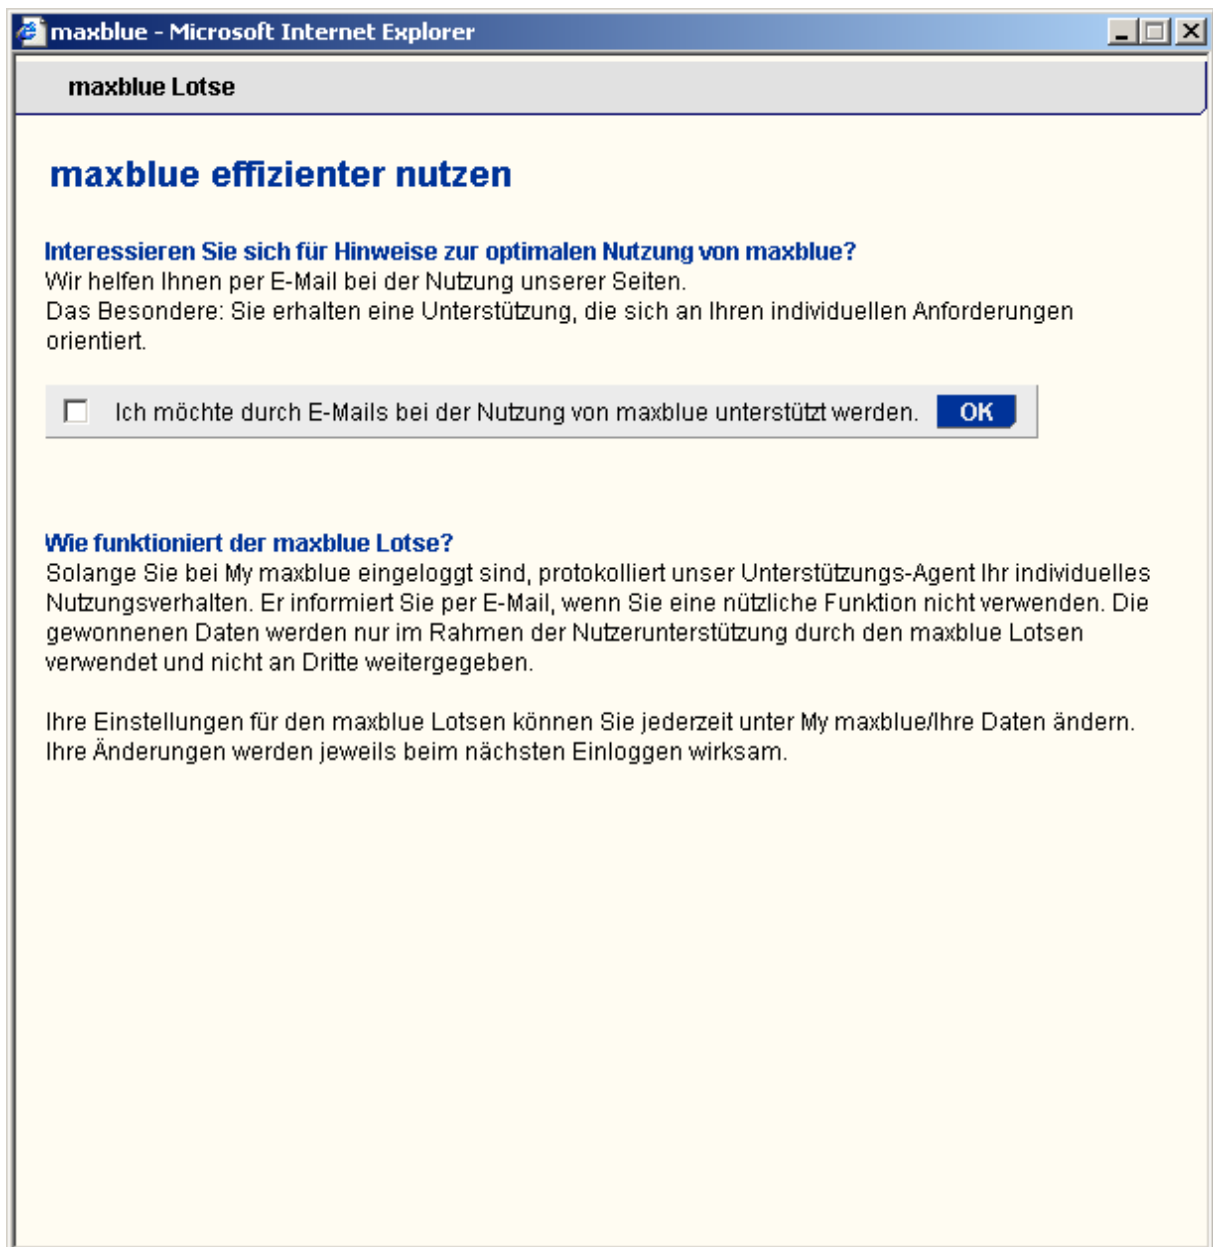 maxblue - Microsoft Internet Explorer
maxblue Lotse
maxblue effizienter nutzen
Interessieren Sie sich für Hinweise zur optimalen Nutzung von maxblue?
Wir helfen Ihnen per E-Mail bei der Nutzung unserer Seiten.
Das Besondere: Sie erhalten eine Unterstützung, die sich an Ihren individuellen Anforderungen
orientiert.
Ich möchte durch E-Mails bei der Nutzung von maxblue unterstützt werden. OK
Wie funktioniert der maxblue Lotse?
Solange Sie bei My maxblue eingeloggt sind, protokolliert unser Unterstützungs-Agent Ihr individuelles
Nutzungsverhalten. Er informiert Sie per E-Mail, wenn Sie eine nützliche Funktion nicht verwenden. Die
gewonnenen Daten werden nur im Rahmen der Nutzerunterstützung durch den maxblue Lotsen
verwendet und nicht an Dritte weitergegeben.
Ihre Einstellungen für den maxblue Lotsen können Sie jederzeit unter My maxblue/Ihre Daten ändern.
Ihre Änderungen werden jeweils beim nächsten Einloggen wirksam.